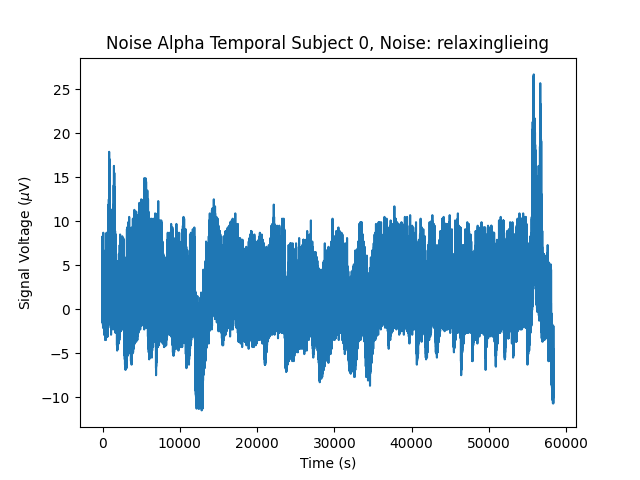 Noise Alpha Temporal Subject 0, Noise: relaxinglieing
Signal Voltage (μV)
25
20
15
10
5
0
−5
−10
0 10000 20000 30000 40000 50000 60000
Time (s)